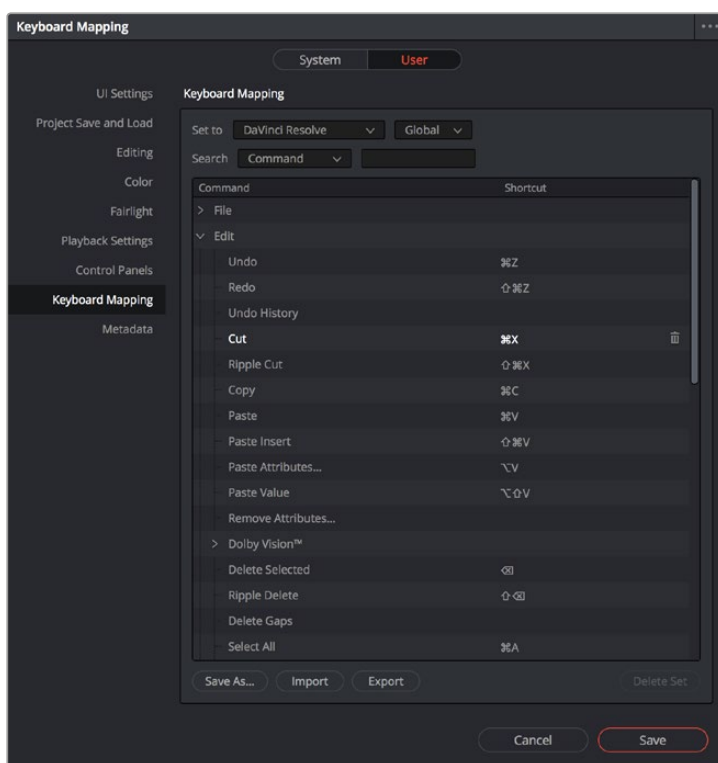 Keyboard Mapping
System User
UI Settings
Project Save and Load
Editing
Color
Fairlight
Playback Settings
Control Panels
Keyboard Mapping
Metadata
Keyboard Mapping
Set to DaVinci Resolve Global
Search Command
Command Shortcut
File
Edit
Undo ⌘Z
Redo ⇧⌘Z
Undo History
Cut ⌘X
Ripple Cut ⇧⌘X
Copy ⌘C
Paste ⌘V
Paste Insert ⇧⌘V
Paste Attributes... ⌥V
Paste Value ⌥⇧V
Remove Attributes...
Dolby Vision™
Delete Selected ⌫
Ripple Delete ⇧⌫
Delete Gaps
Select All ⌘A
Save As... Import Export Delete Set
Cancel Save